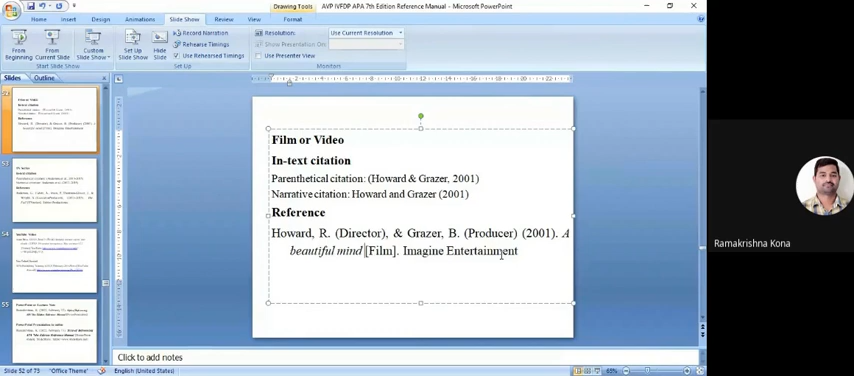 Drawing Tools
AVP IVFDP APA 7th Edition Reference Manual - Microsoft PowerPoint
Home Insert Design Animations Slide Show Review View Format
From Beginning
From Current Slide
Custom Slide Show
Start Slide Show
Set Up Slide Show
Hide Slide
Record Narration
Rehearse Timings
Use Rehearsed Timings
Set Up
Resolution: Use Current Resolution
Show Presentation On:
Use Presenter View
Monitors
Slides Outline
53
54
55
Film or Video
In-text citation
Parenthetical citation: (Howard & Grazer, 2001)
Narrative citation: Howard and Grazer (2001)
Reference
Howard, R. (Director), & Grazer, B. (Producer) (2001). A
beautiful mind [Film]. Imagine Entertainment
Ramakrishna Kona
Click to add notes
Slide 52 of 75 "Office Theme" English (United States) 65%